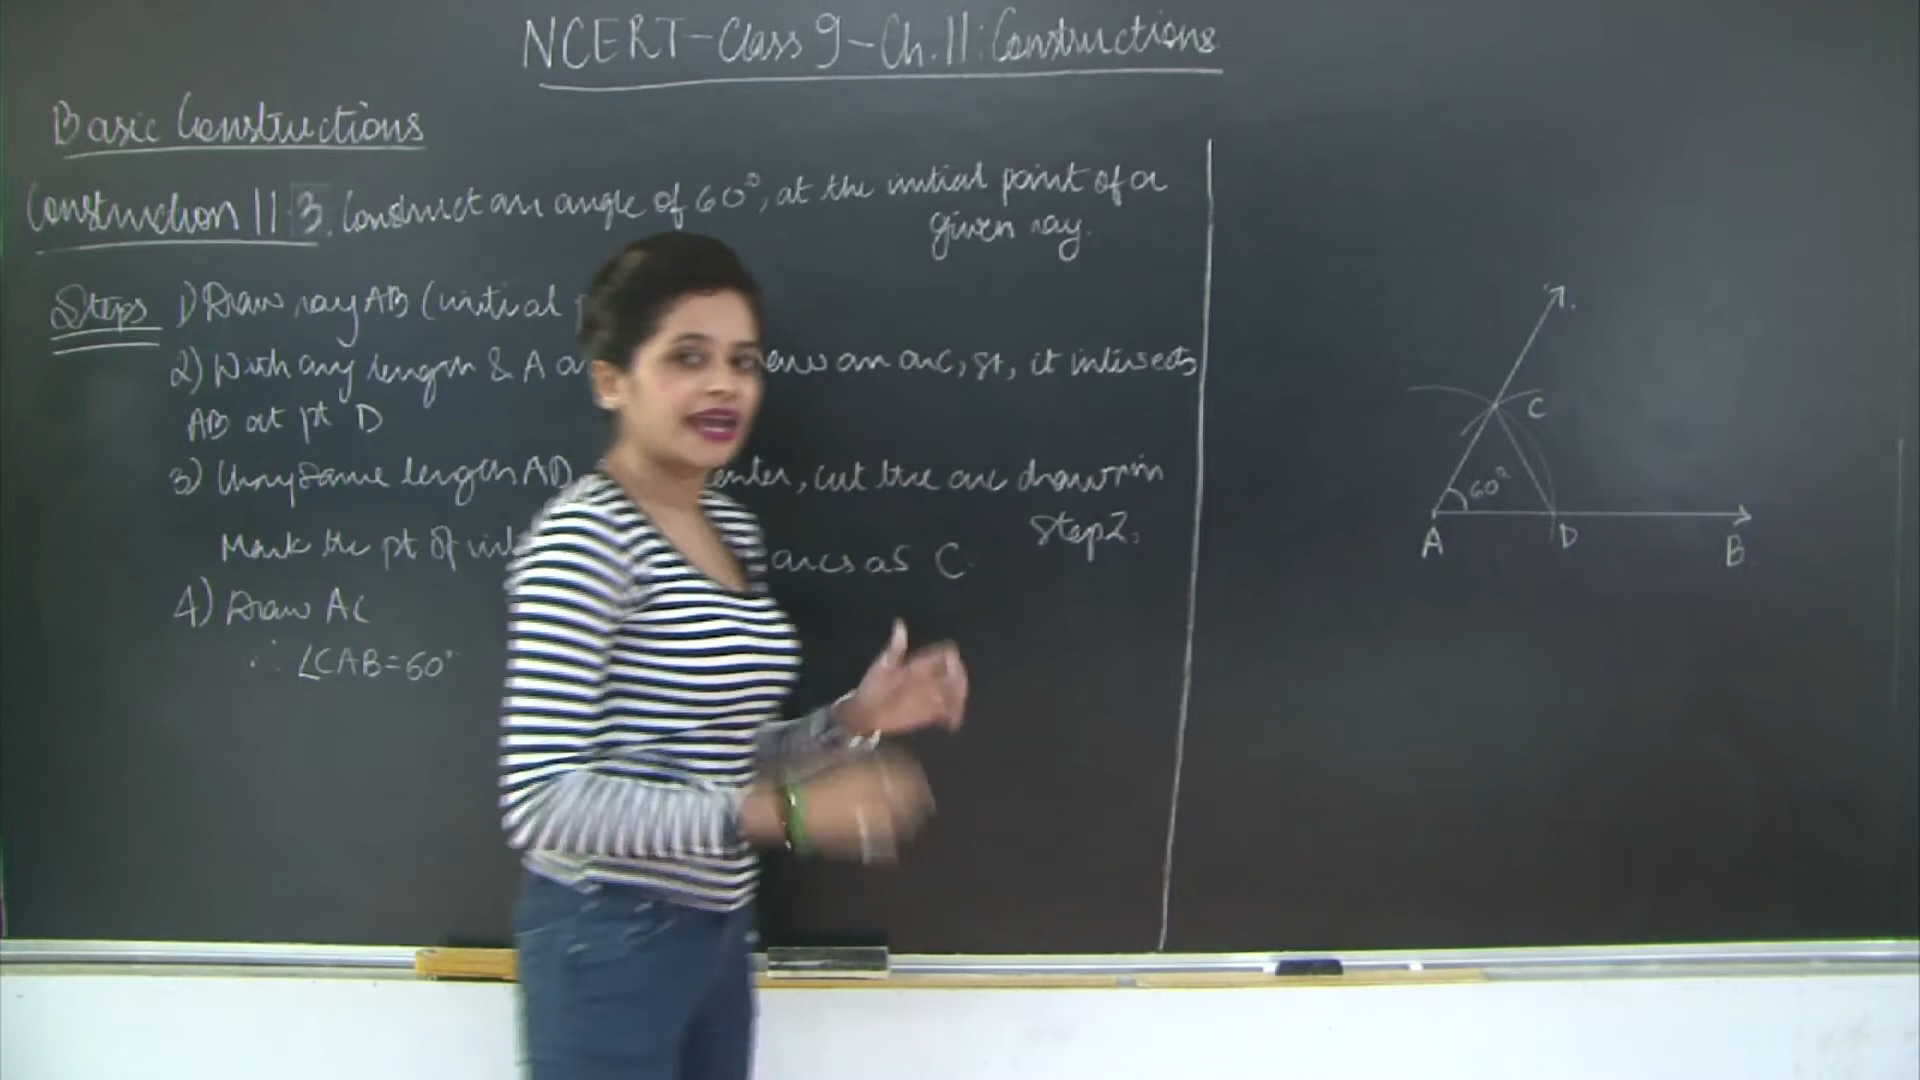 NCERT-Class 9-Ch.11: Constructions
Basic Constructions
Construction 11.3. Construct an angle of 60°, at the initial point of a
given ray.
Steps 1) Draw ray AB (initial
2) With any length & A an arc, st, it intersects
AB at pt D
3) Using same length AD, cut the arc drawn in
step 2.
Mark the pt of arcs as C.
4) Draw AC
∴ ∠CAB=60°
C
60°
A D B